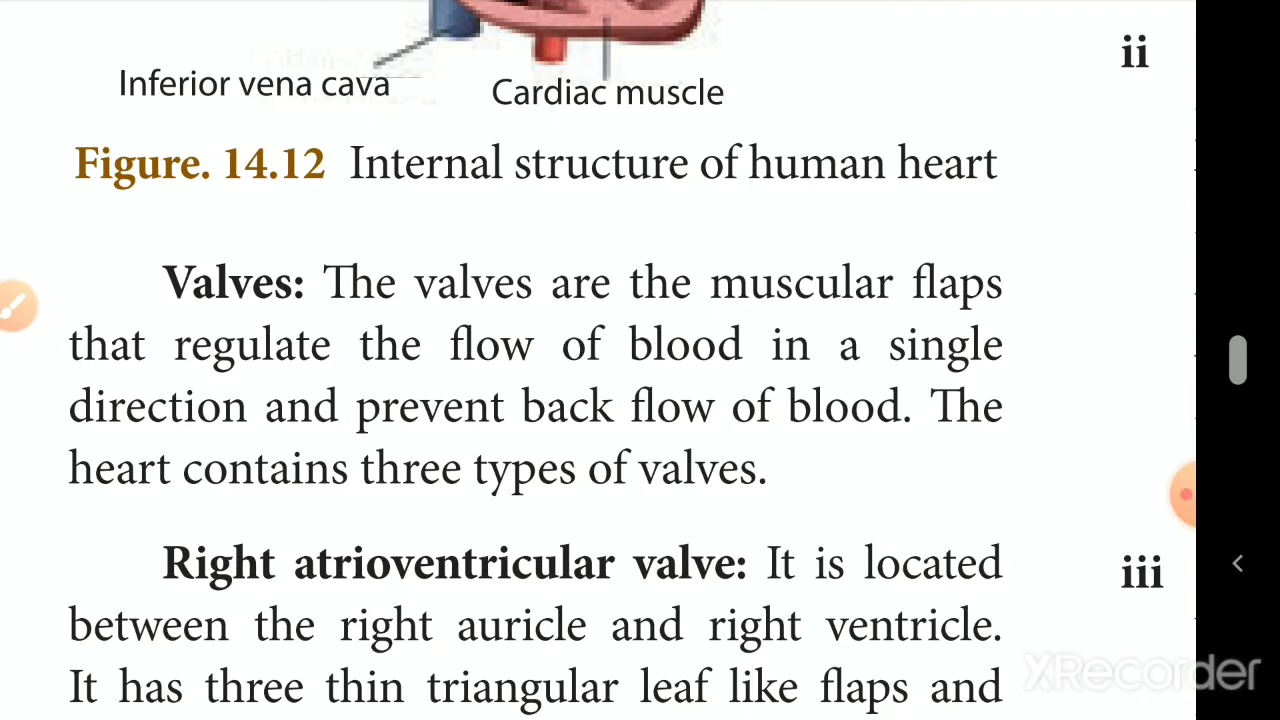 Inferior vena cava
Cardiac muscle
Figure. 14.12 Internal structure of human heart
Valves: The valves are the muscular flaps
that regulate the flow of blood in a single
direction and prevent back flow of blood. The
heart contains three types of valves.
Right atrioventricular valve: It is located
between the right auricle and right ventricle.
It has three thin triangular leaf like flaps and
ii
iii
XRecorder